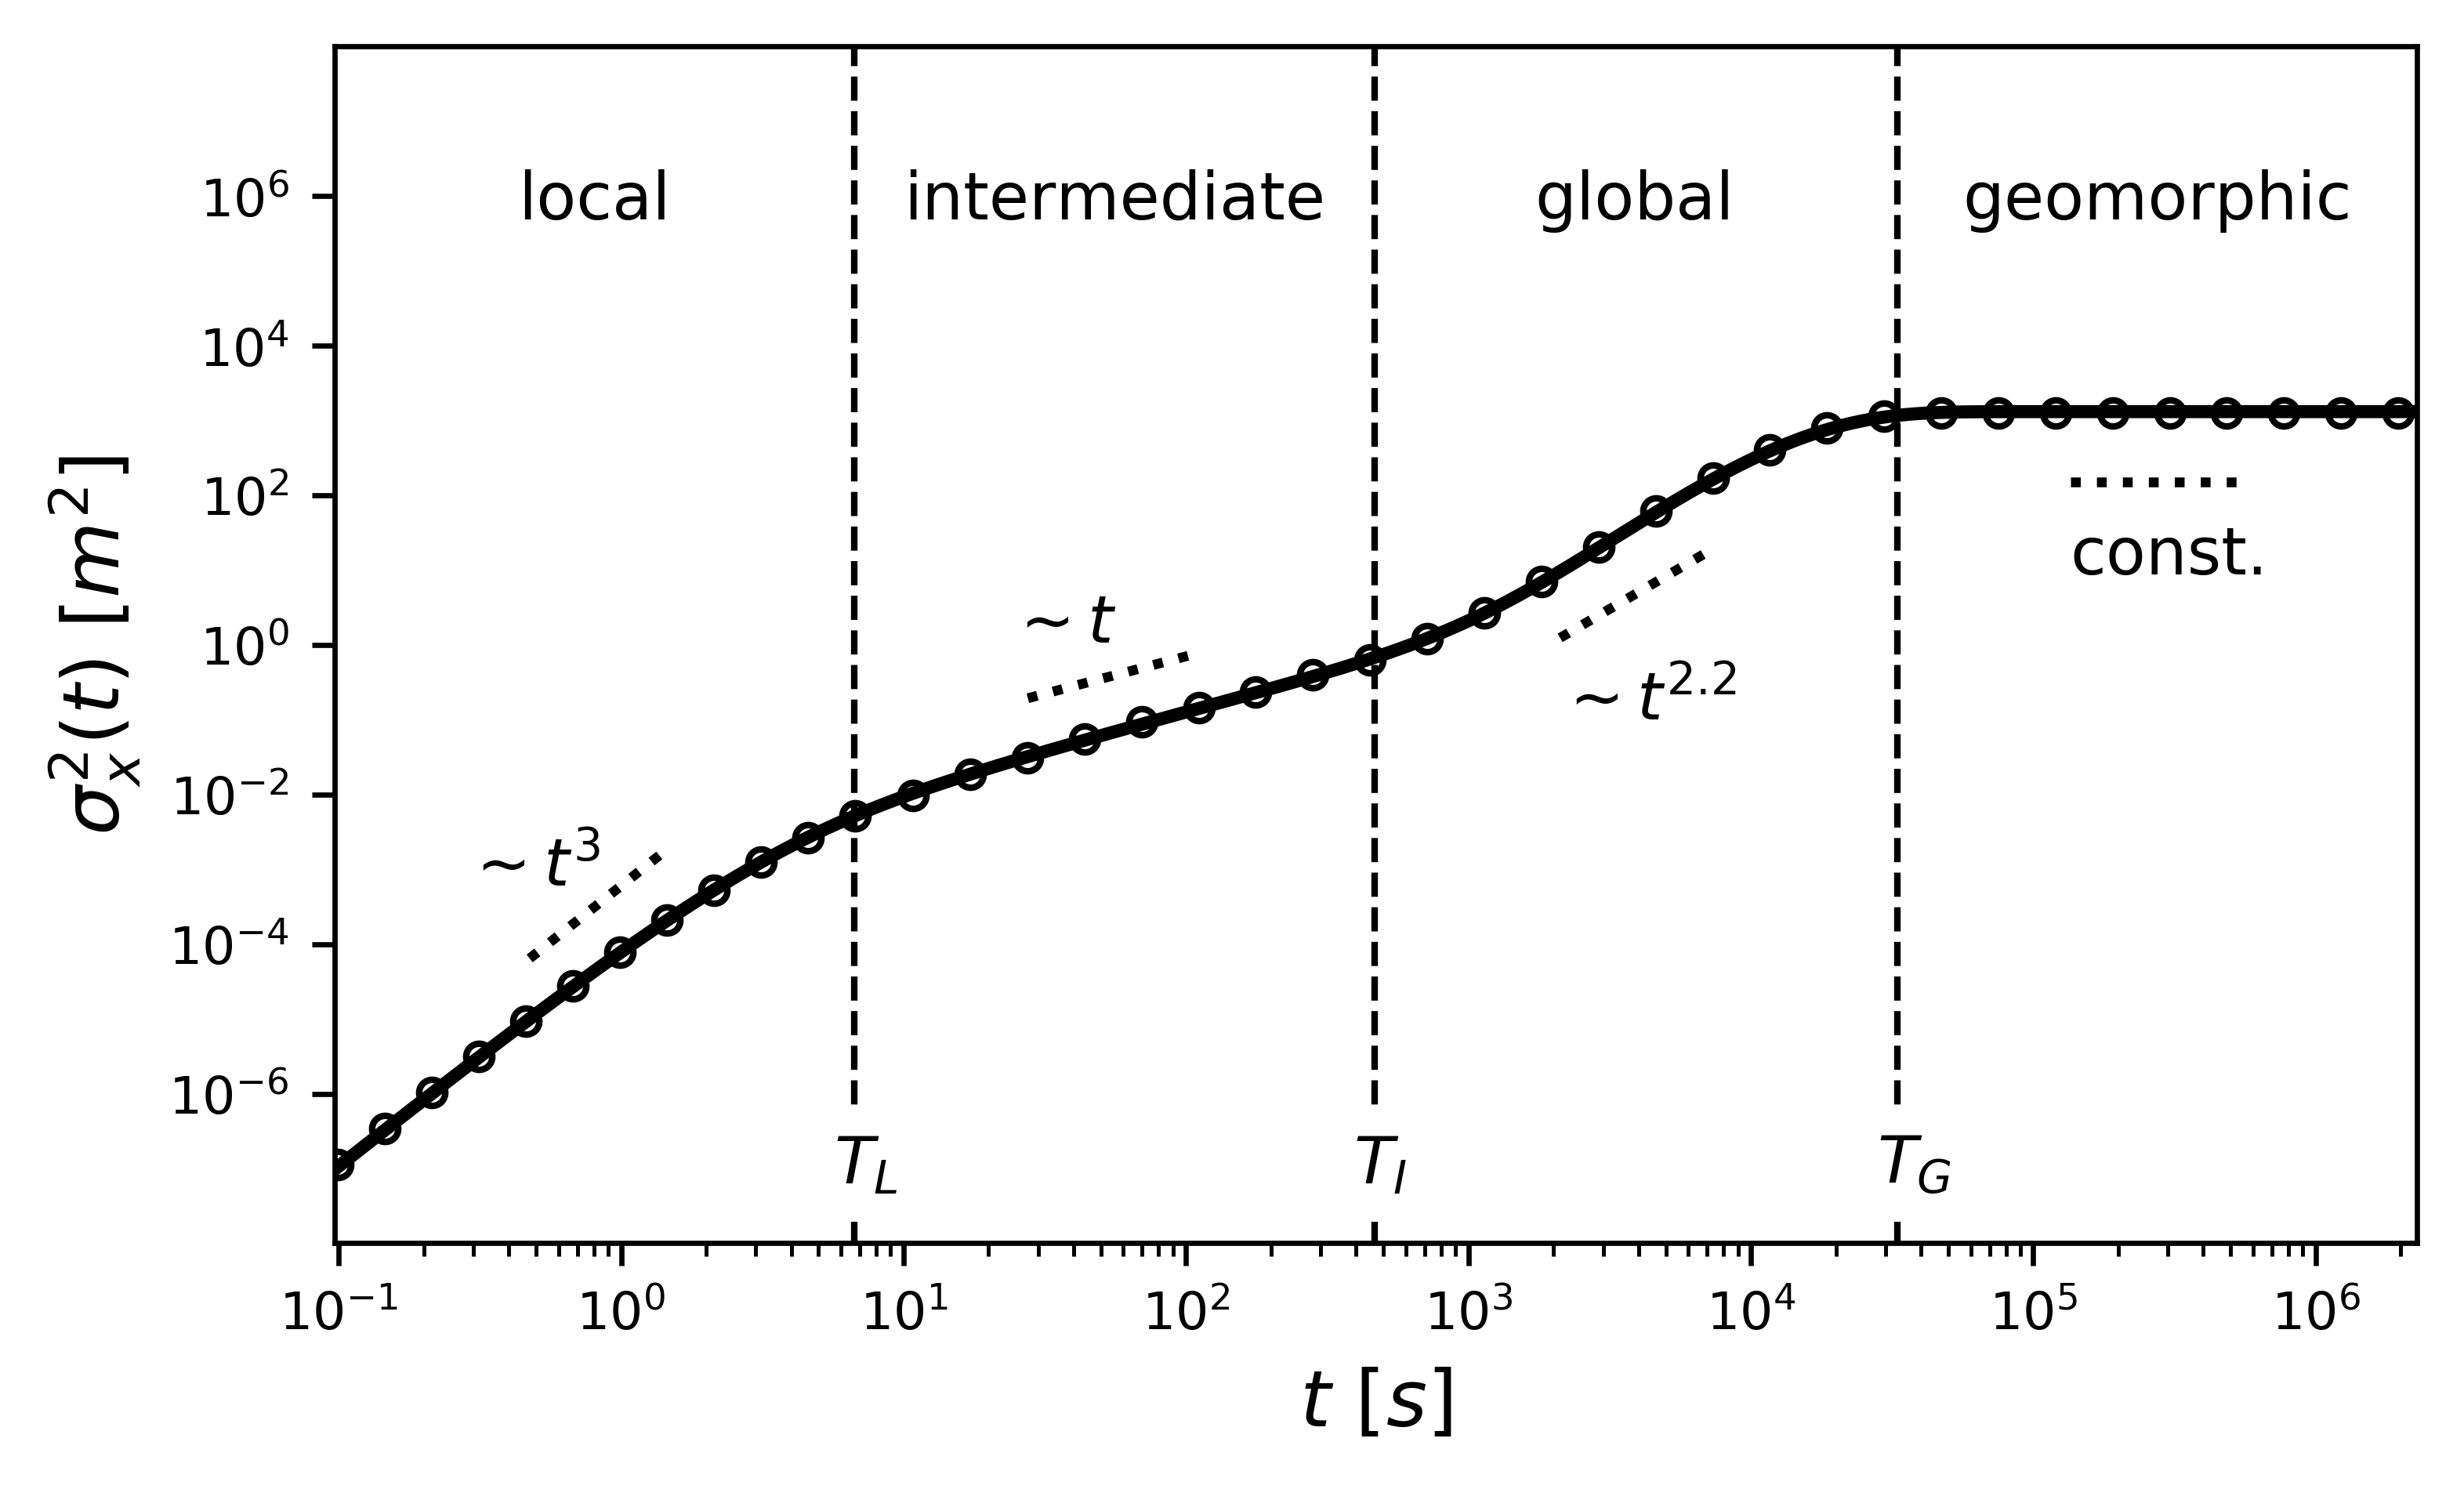 local intermediate global geomorphic
10⁶
10⁴
10²
10⁰
10⁻²
10⁻⁴
10⁻⁶
σₓ²(t) [m²]
~ t³
~ t
~ t²·²
const.
T_L T_I T_G
10⁻¹ 10⁰ 10¹ 10² 10³ 10⁴ 10⁵ 10⁶
t [s]